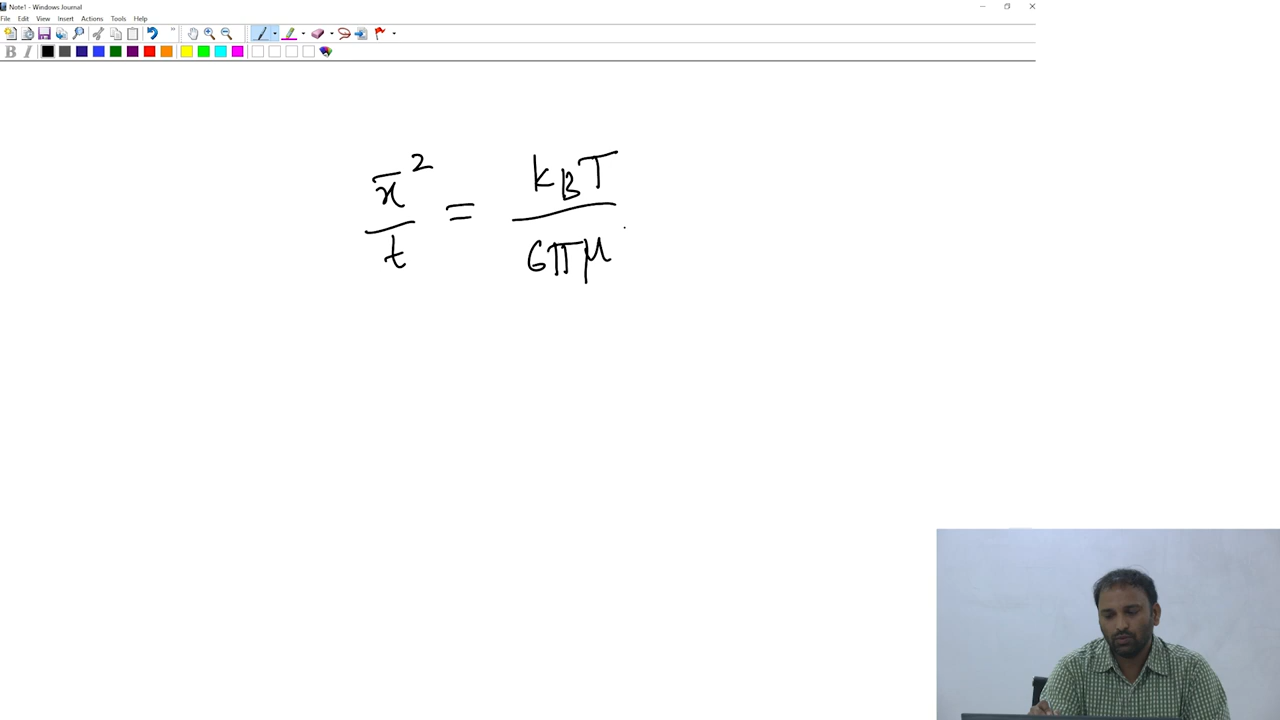 Note1 - Windows Journal
File Edit View Insert Actions Tools Help
B I
x̄² / t = k_B T / 6πμ